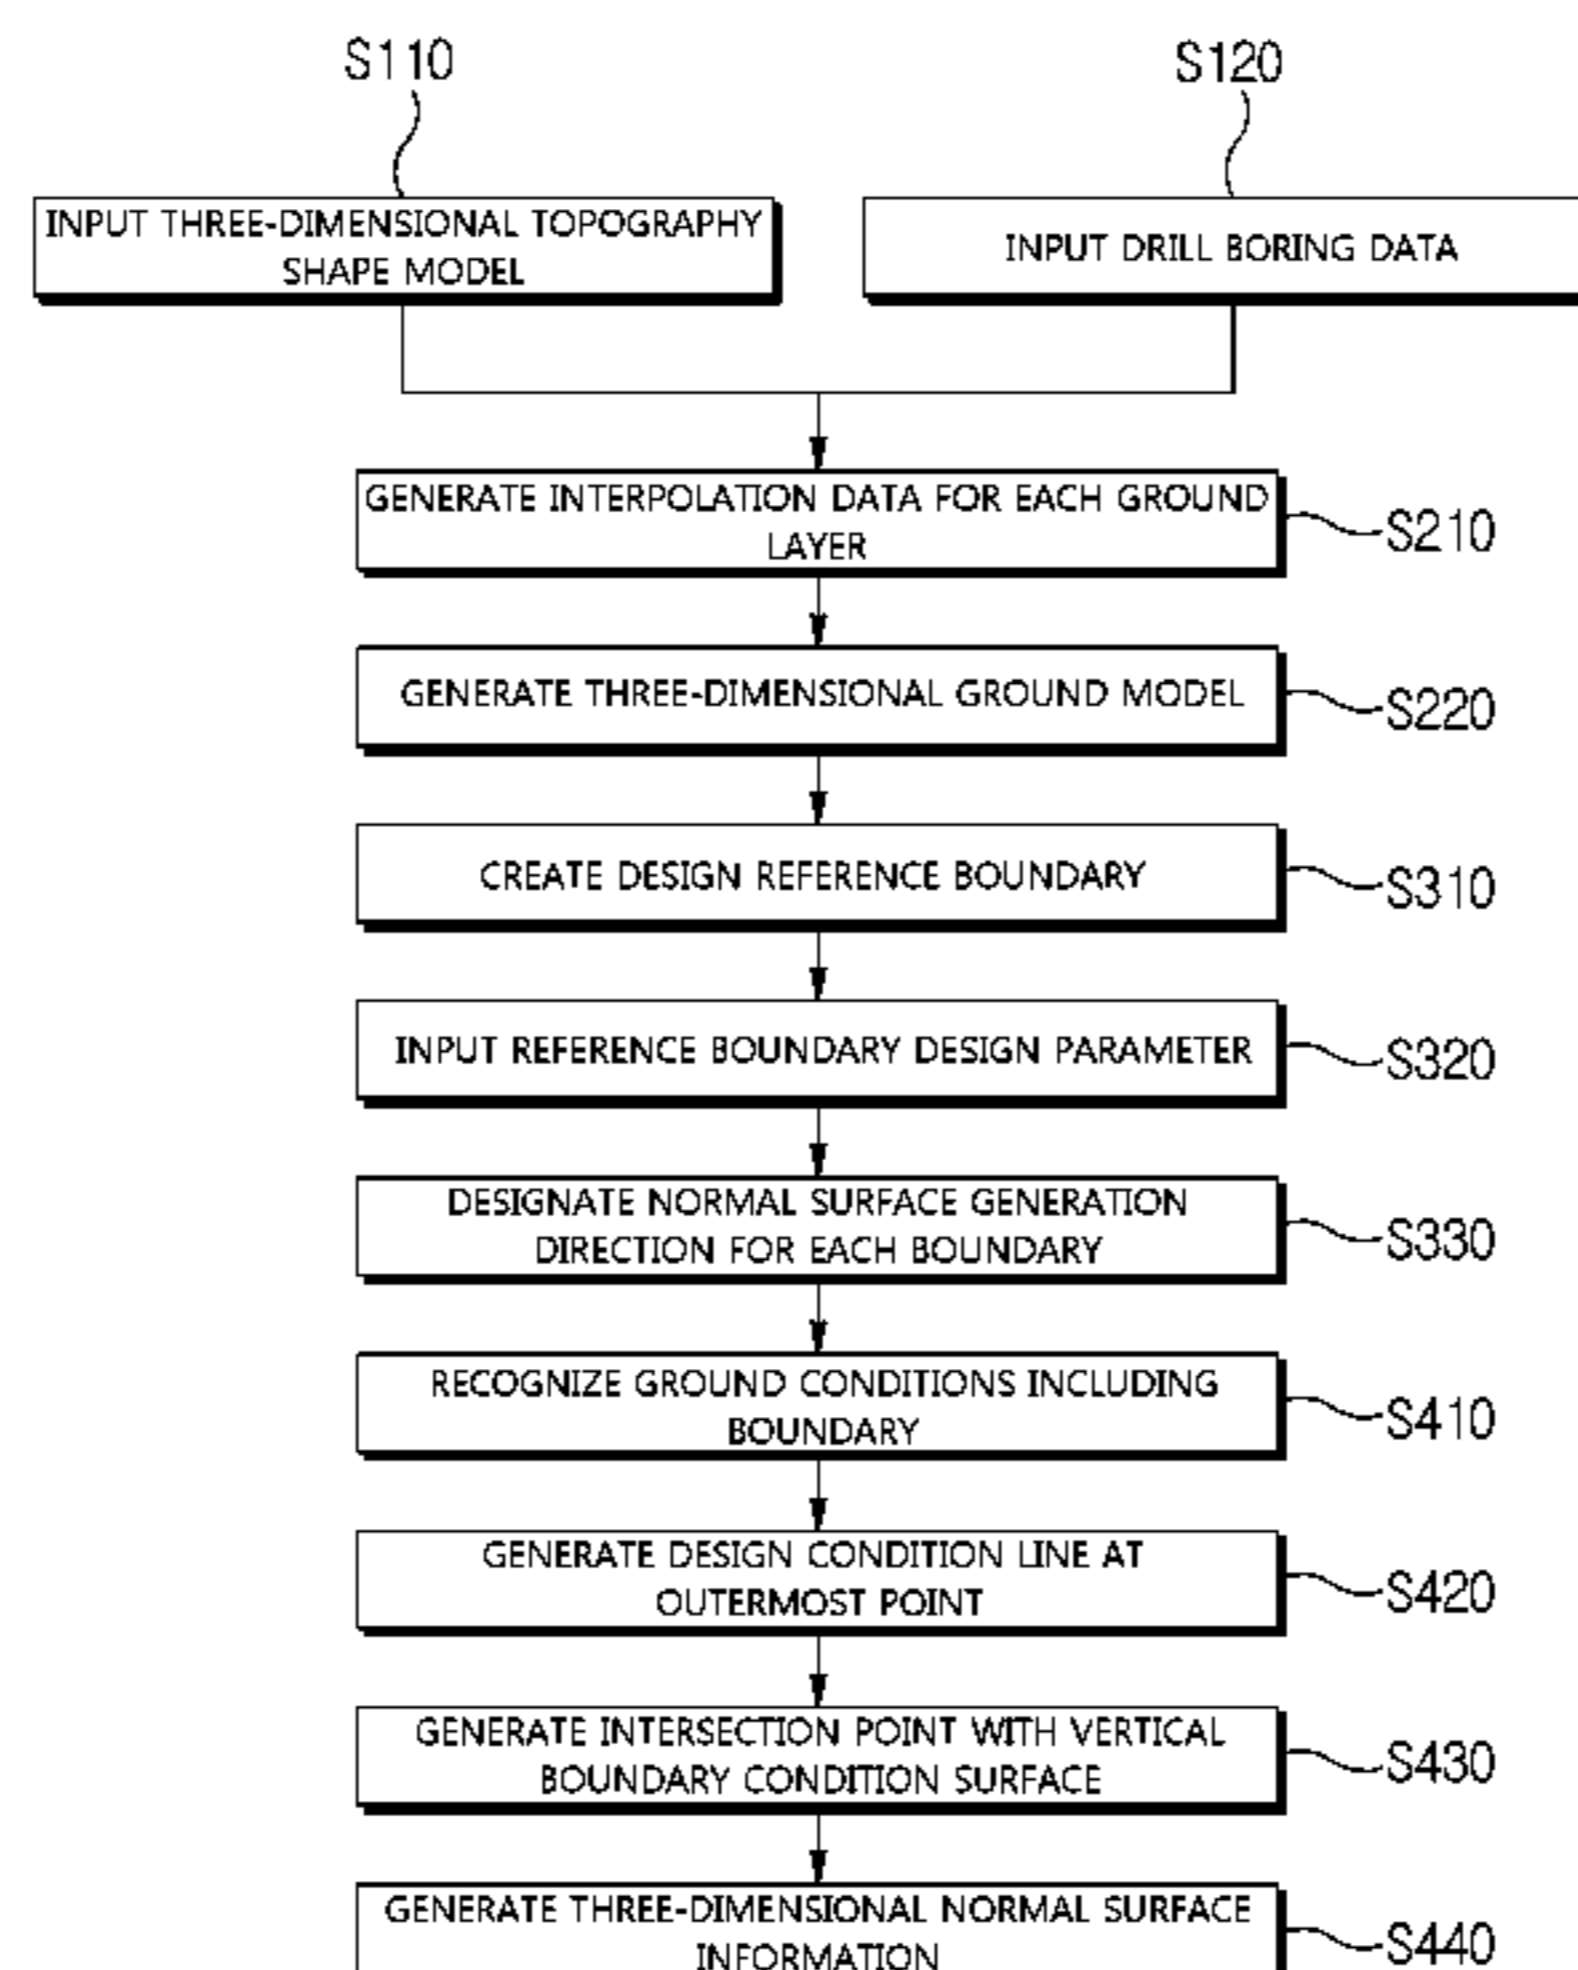 S110
S120
INPUT THREE-DIMENSIONAL TOPOGRAPHY
SHAPE MODEL
INPUT DRILL BORING DATA
GENERATE INTERPOLATION DATA FOR EACH GROUND
LAYER
S210
GENERATE THREE-DIMENSIONAL GROUND MODEL
S220
CREATE DESIGN REFERENCE BOUNDARY
S310
INPUT REFERENCE BOUNDARY DESIGN PARAMETER
S320
DESIGNATE NORMAL SURFACE GENERATION
DIRECTION FOR EACH BOUNDARY
S330
RECOGNIZE GROUND CONDITIONS INCLUDING
BOUNDARY
S410
GENERATE DESIGN CONDITION LINE AT
OUTERMOST POINT
S420
GENERATE INTERSECTION POINT WITH VERTICAL
BOUNDARY CONDITION SURFACE
S430
GENERATE THREE-DIMENSIONAL NORMAL SURFACE
INFORMATION
S440